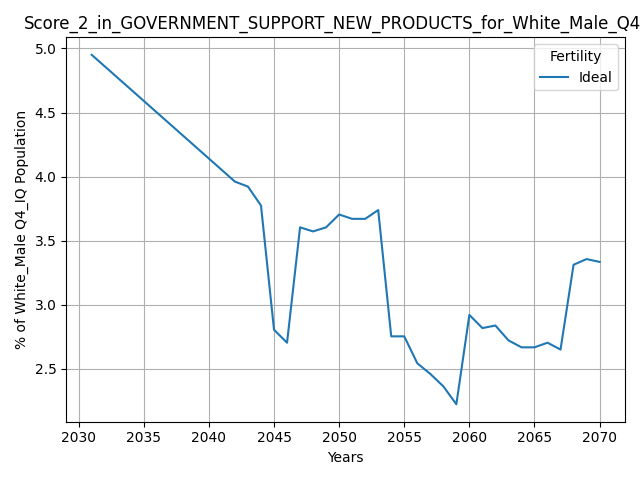 Score_2_in_GOVERNMENT_SUPPORT_NEW_PRODUCTS_for_White_Male_Q4
Fertility
Ideal
5.0
4.5
4.0
3.5
3.0
2.5
% of White_Male Q4_IQ Population
2030 2035 2040 2045 2050 2055 2060 2065 2070
Years